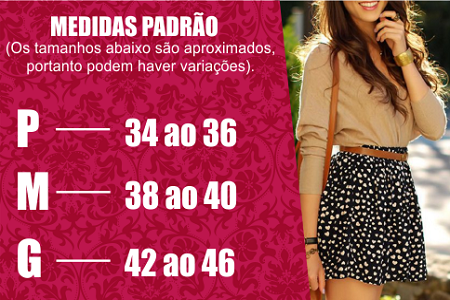 MEDIDAS PADRÃO
(Os tamanhos abaixo são aproximados,
portanto podem haver variações).
P 34 ao 36
M 38 ao 40
G 42 ao 46